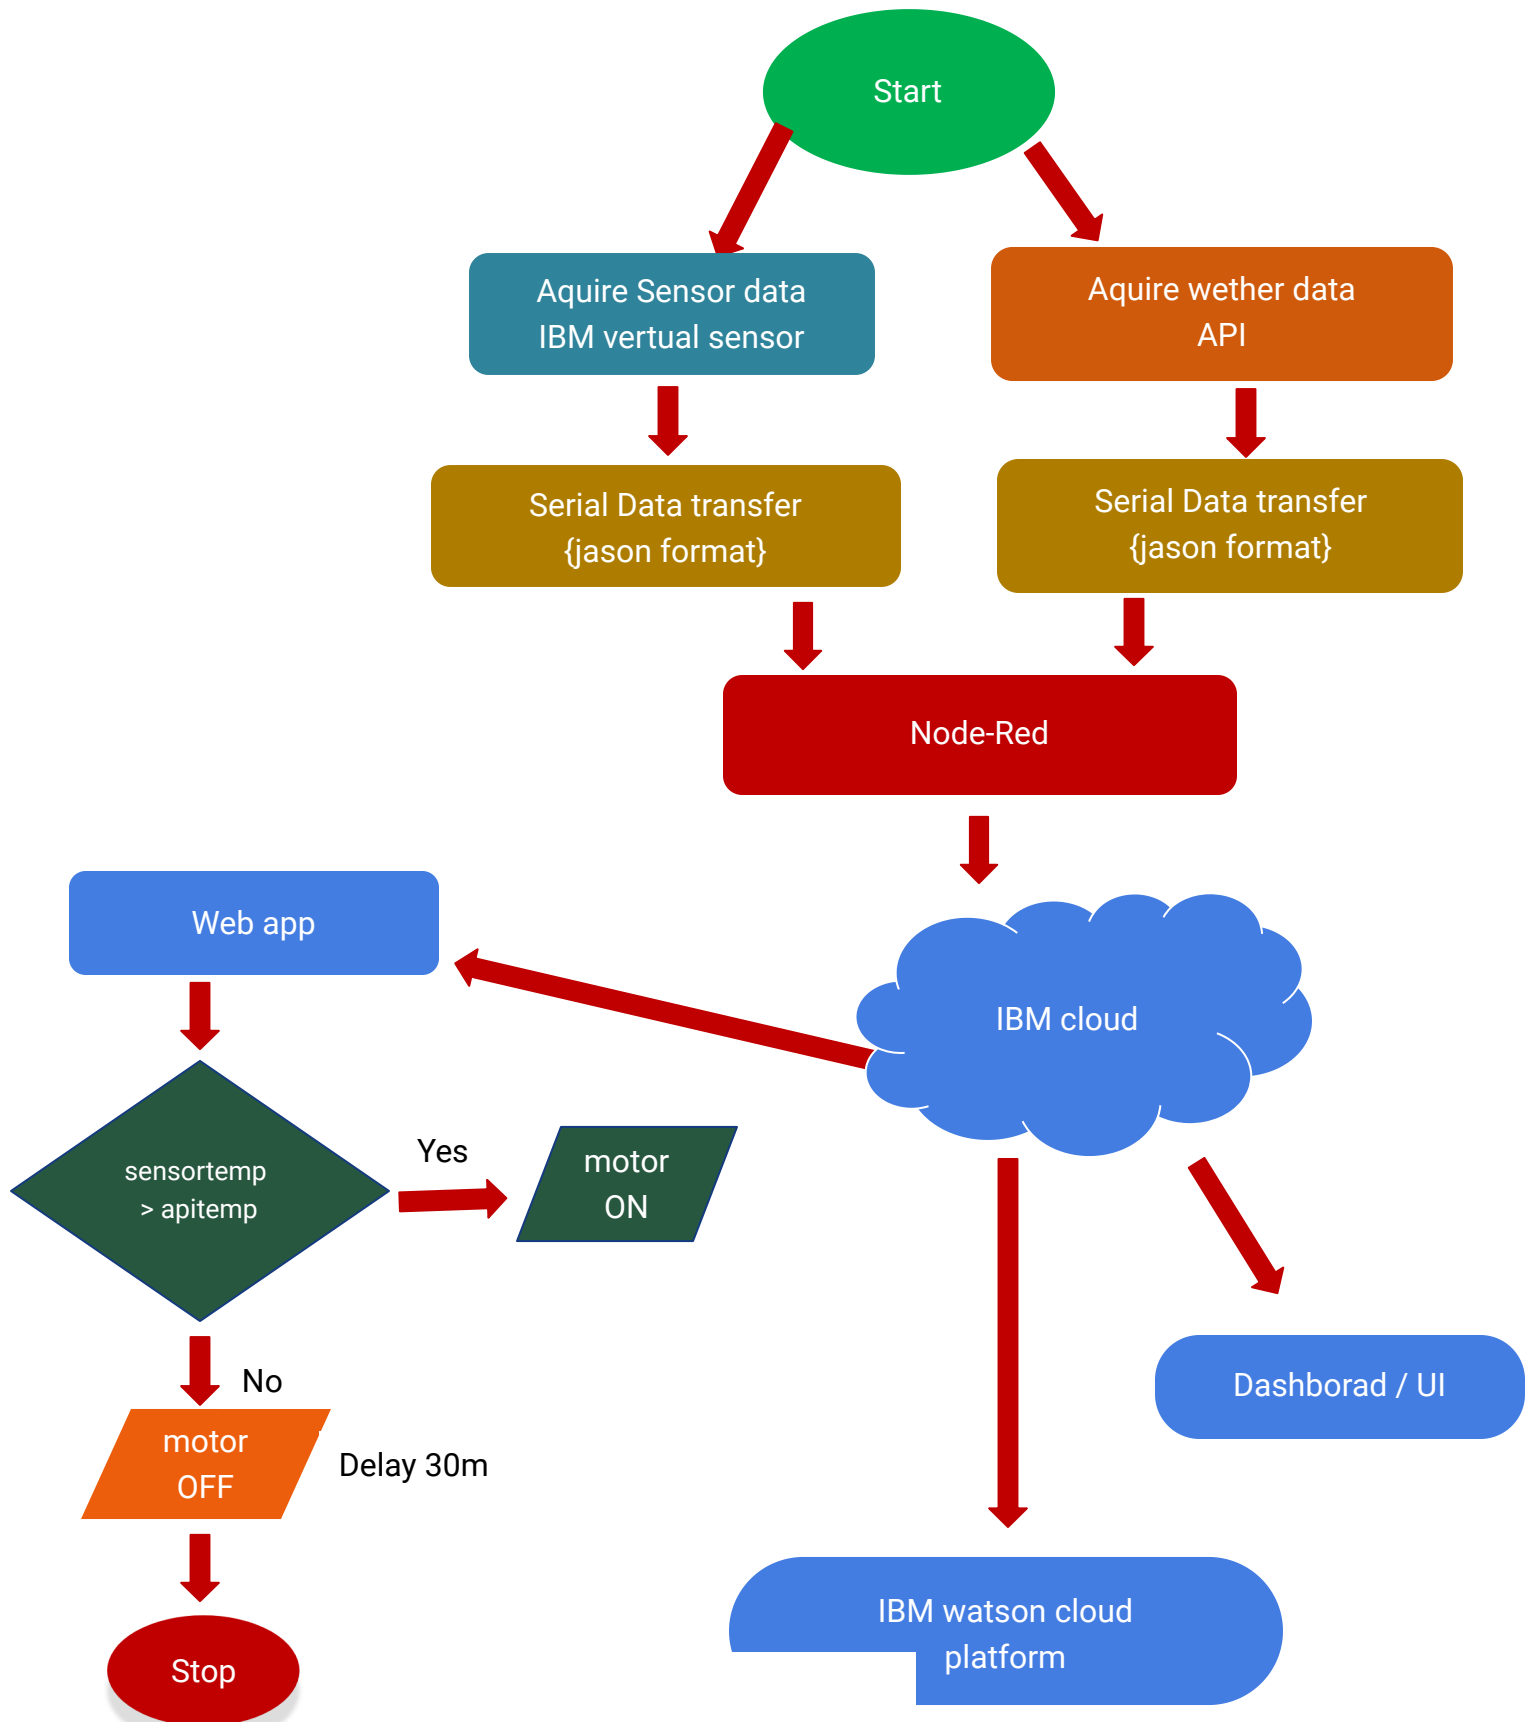 Start
Aquire Sensor data
IBM vertual sensor
Aquire wether data
API
Serial Data transfer
{jason format}
Serial Data transfer
{jason format}
Node-Red
Web app
IBM cloud
sensortemp
> apitemp
Yes
motor
ON
No
motor
OFF
Delay 30m
Dashborad / UI
Stop
IBM watson cloud
platform